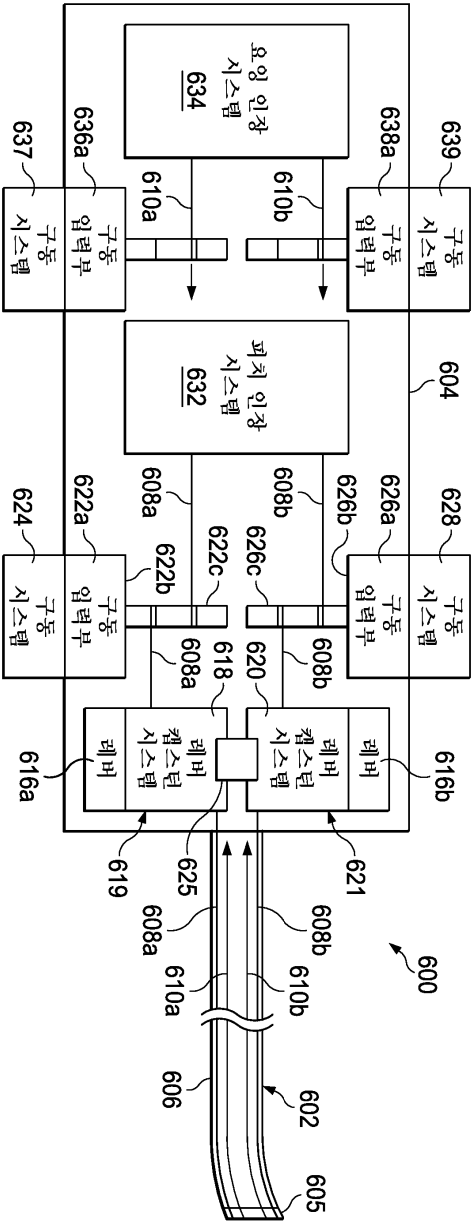 639
구동
시스템
638a
구동
입력부
604
628
구동
시스템
626a
구동
입력부
626b
616b
레버
621
600
610b
요잉 인장
시스템
634
610a
피치 인장
시스템
632
608b
608a
626c
622c
608b
608a
620
레버
캡스턴
시스템
618
레버
캡스턴
시스템
625
619
레버
616a
608b
610b
602
605
608a
610a
606
636a
구동
입력부
637
구동
시스템
622b
622a
구동
입력부
624
구동
시스템